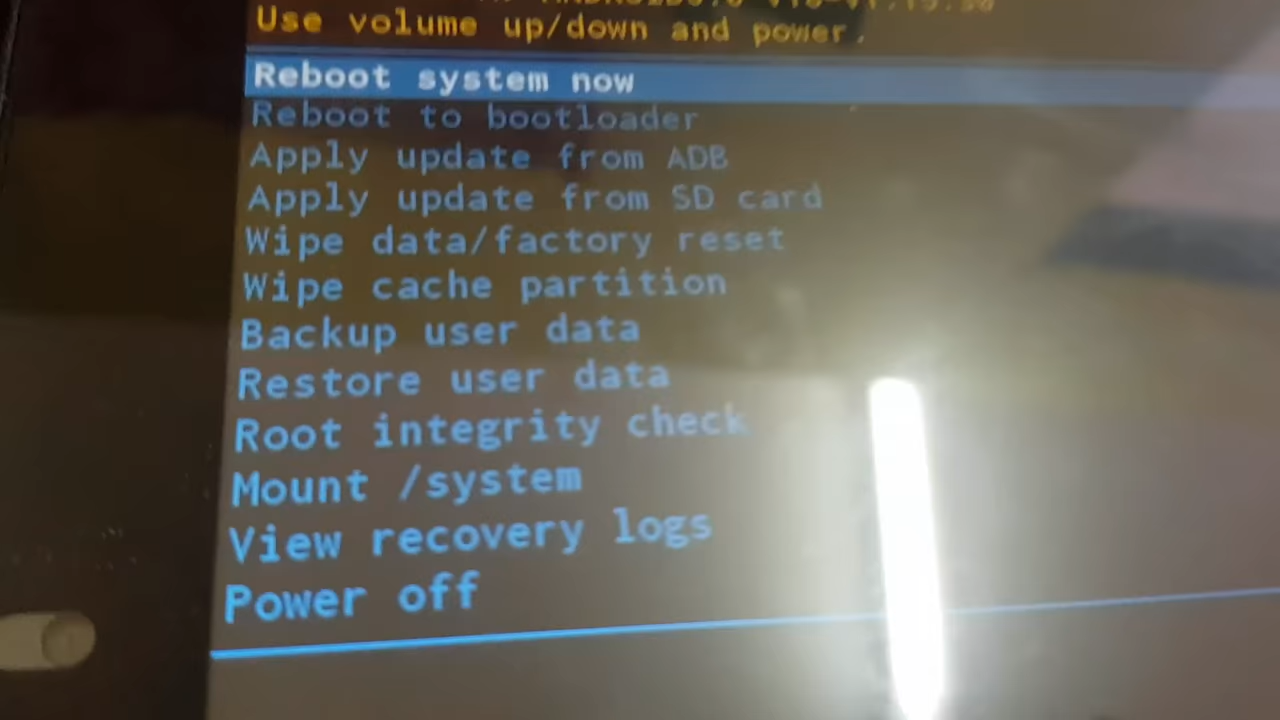 Use volume up/down and power.
Reboot system now
Reboot to bootloader
Apply update from ADB
Apply update from SD card
Wipe data/factory reset
Wipe cache partition
Backup user data
Restore user data
Root integrity check
Mount /system
View recovery logs
Power off